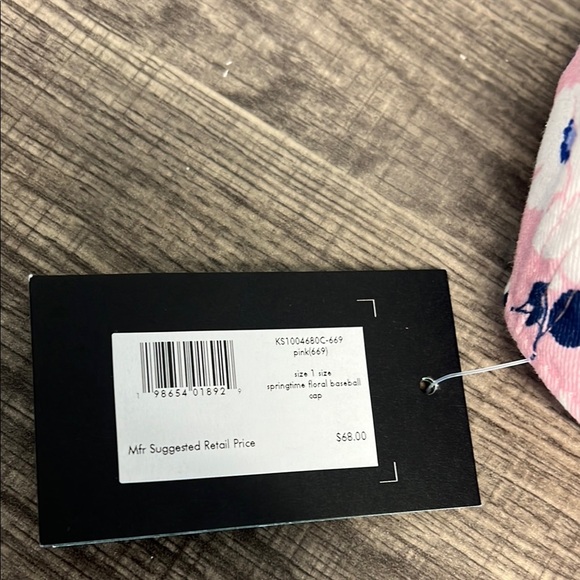 KS1004680C-669
pink(669)
size 1 size
springtime floral baseball
cap
1 98654 01892 9
Mfr Suggested Retail Price $68.00